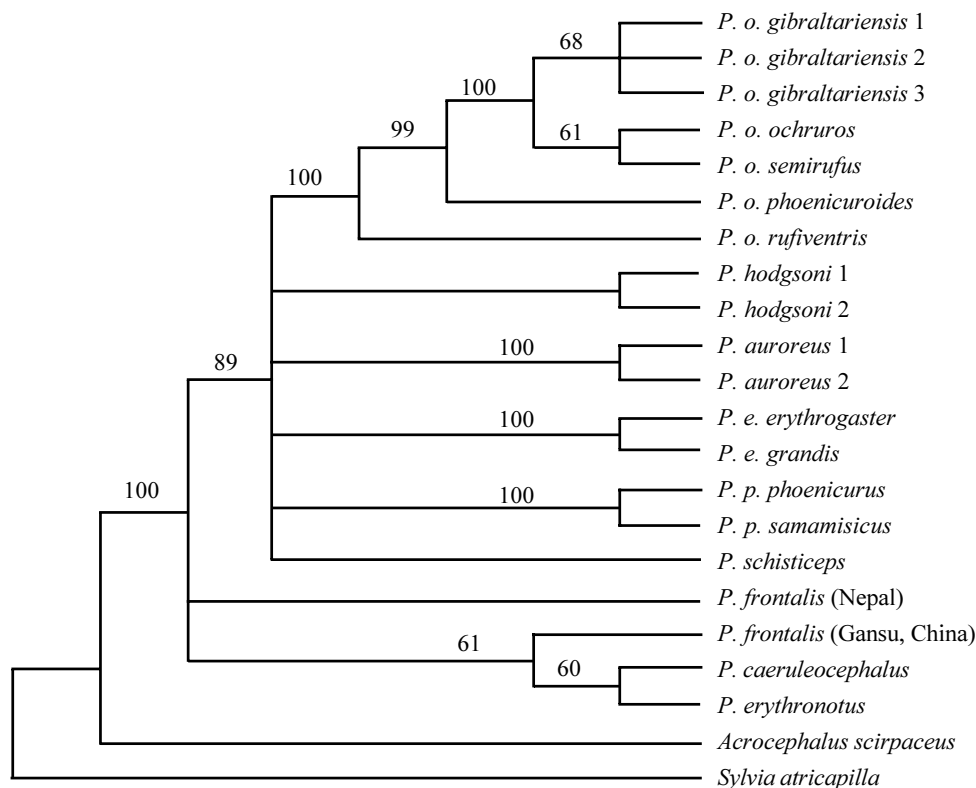 P. o. gibraltariensis 1
68
P. o. gibraltariensis 2
100
P. o. gibraltariensis 3
99
61
P. o. ochruros
100
P. o. semirufus
P. o. phoenicuroides
P. o. rufiventris
P. hodgsoni 1
P. hodgsoni 2
89
100
P. auroreus 1
P. auroreus 2
100
P. e. erythrogaster
P. e. grandis
100
100
P. p. phoenicurus
P. p. samamisicus
P. schisticeps
P. frontalis (Nepal)
61
P. frontalis (Gansu, China)
60
P. caeruleocephalus
P. erythronotus
Acrocephalus scirpaceus
Sylvia atricapilla